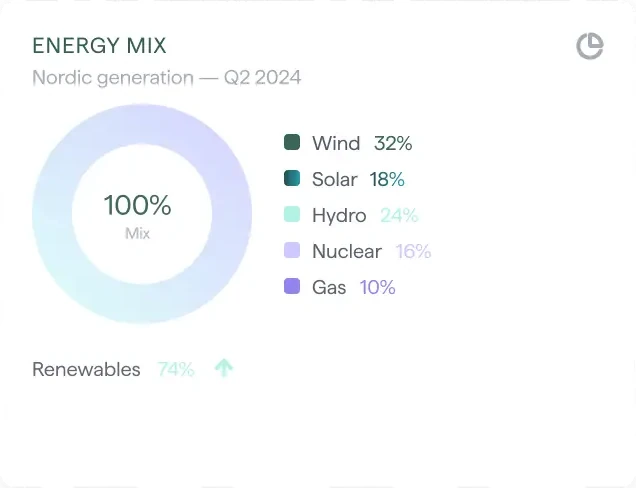 ENERGY MIX
Nordic generation — Q2 2024
100%
Mix
Wind 32%
Solar 18%
Hydro 24%
Nuclear 16%
Gas 10%
Renewables 74%